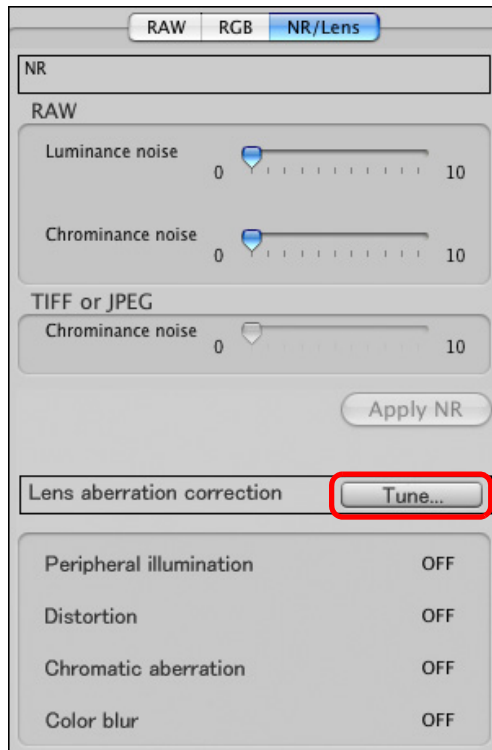 RAW RGB NR/Lens
NR
RAW
Luminance noise
0 10
Chrominance noise
0 10
TIFF or JPEG
Chrominance noise
0 10
Apply NR
Lens aberration correction Tune...
Peripheral illumination OFF
Distortion OFF
Chromatic aberration OFF
Color blur OFF